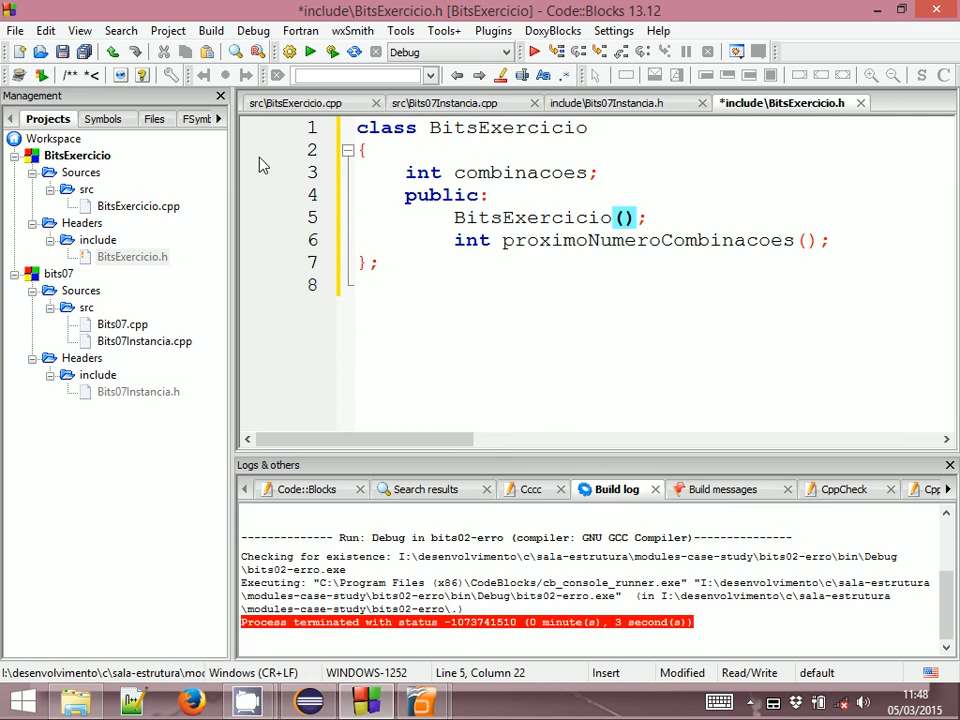 *include\BitsExercicio.h [BitsExercicio] - Code::Blocks 13.12
File Edit View Search Project Build Debug Fortran wxSmith Tools Tools+ Plugins DoxyBlocks Settings Help
Debug
/** *<
S C
Management
Projects Symbols Files FSymb
src\BitsExercicio.cpp src\Bits07Instancia.cpp include\Bits07Instancia.h *include\BitsExercicio.h
Workspace
BitsExercicio
Sources
src
BitsExercicio.cpp
Headers
include
BitsExercicio.h
bits07
Sources
src
Bits07.cpp
Bits07Instancia.cpp
Headers
include
Bits07Instancia.h
1 class BitsExercicio
2 {
3 int combinacoes;
4 public:
5 BitsExercicio();
6 int proximoNumeroCombinacoes();
7 };
8
Logs & others
Code::Blocks Search results Cccc Build log Build messages CppCheck Cpp
-------------- Run: Debug in bits02-erro (compiler: GNU GCC Compiler)---------------
Checking for existence: I:\desenvolvimento\c\sala-estrutura\modules-case-study\bits02-erro\bin\Debug
\bits02-erro.exe
Executing: "C:\Program Files (x86)\CodeBlocks/cb_console_runner.exe" "I:\desenvolvimento\c\sala-estrutura
\modules-case-study\bits02-erro\bin\Debug\bits02-erro.exe"  (in I:\desenvolvimento\c\sala-estrutura
\modules-case-study\bits02-erro\.)
Process terminated with status -1073741510 (0 minute(s), 3 second(s))
I:\desenvolvimento\c\sala-estrutura\moc Windows (CR+LF) WINDOWS-1252 Line 5, Column 22 Read/Write default
11:48
05/03/2015